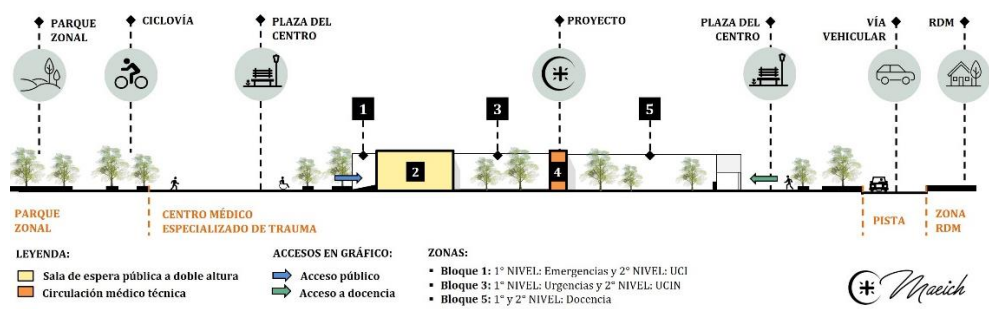 PARQUE
ZONAL
CICLOVÍA
PLAZA DEL
CENTRO
PROYECTO
PLAZA DEL
CENTRO
VÍA
VEHICULAR
RDM
1
3
5
2
4
PARQUE
ZONAL
CENTRO MÉDICO
ESPECIALIZADO DE TRAUMA
PISTA
ZONA
RDM
LEYENDA:
Sala de espera pública a doble altura
Circulación médico técnica
ACCESOS EN GRÁFICO:
Acceso público
Acceso a docencia
ZONAS:
▪ Bloque 1: 1° NIVEL: Emergencias y 2° NIVEL: UCI
▪ Bloque 3: 1° NIVEL: Urgencias y 2° NIVEL: UCIN
▪ Bloque 5: 1° y 2° NIVEL: Docencia
Maeich